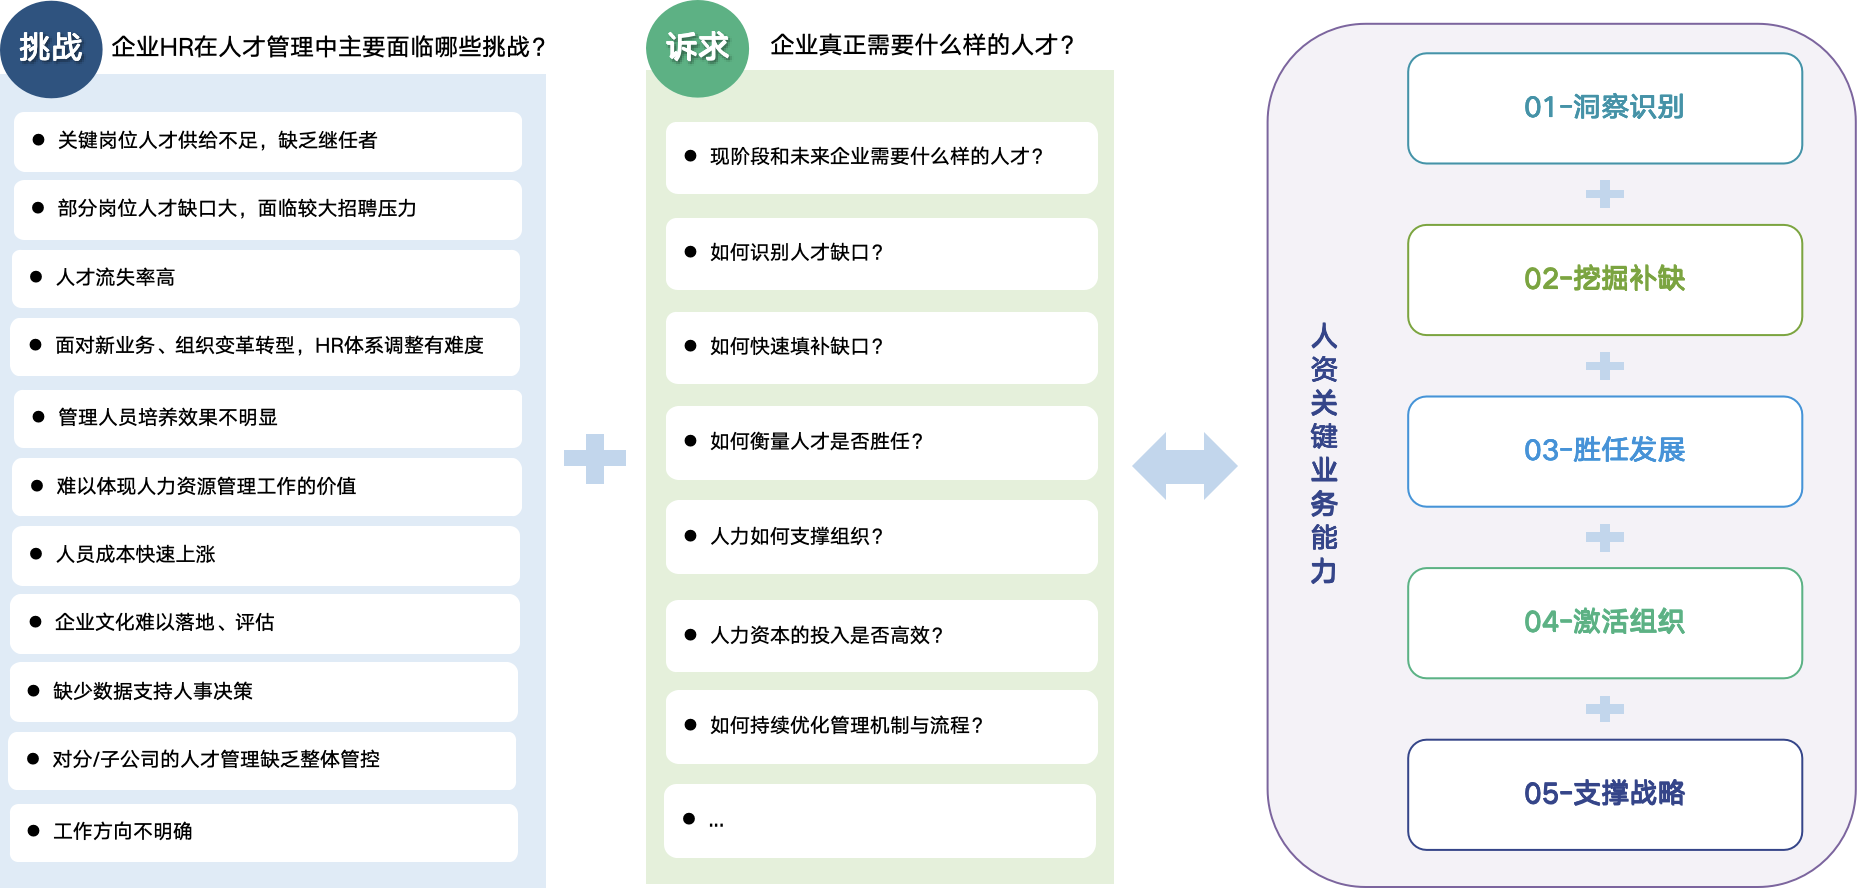 挑战
企业HR在人才管理中主要面临哪些挑战？
关键岗位人才供给不足，缺乏继任者
部分岗位人才缺口大，面临较大招聘压力
人才流失率高
面对新业务、组织变革转型，HR体系调整有难度
管理人员培养效果不明显
难以体现人力资源管理工作的价值
人员成本快速上涨
企业文化难以落地、评估
缺少数据支持人事决策
对分/子公司的人才管理缺乏整体管控
工作方向不明确
诉求
企业真正需要什么样的人才？
现阶段和未来企业需要什么样的人才？
如何识别人才缺口？
如何快速填补缺口？
如何衡量人才是否胜任？
人力如何支撑组织？
人力资本的投入是否高效？
如何持续优化管理机制与流程？
...
人资关键业务能力
01-洞察识别
02-挖掘补缺
03-胜任发展
04-激活组织
05-支撑战略